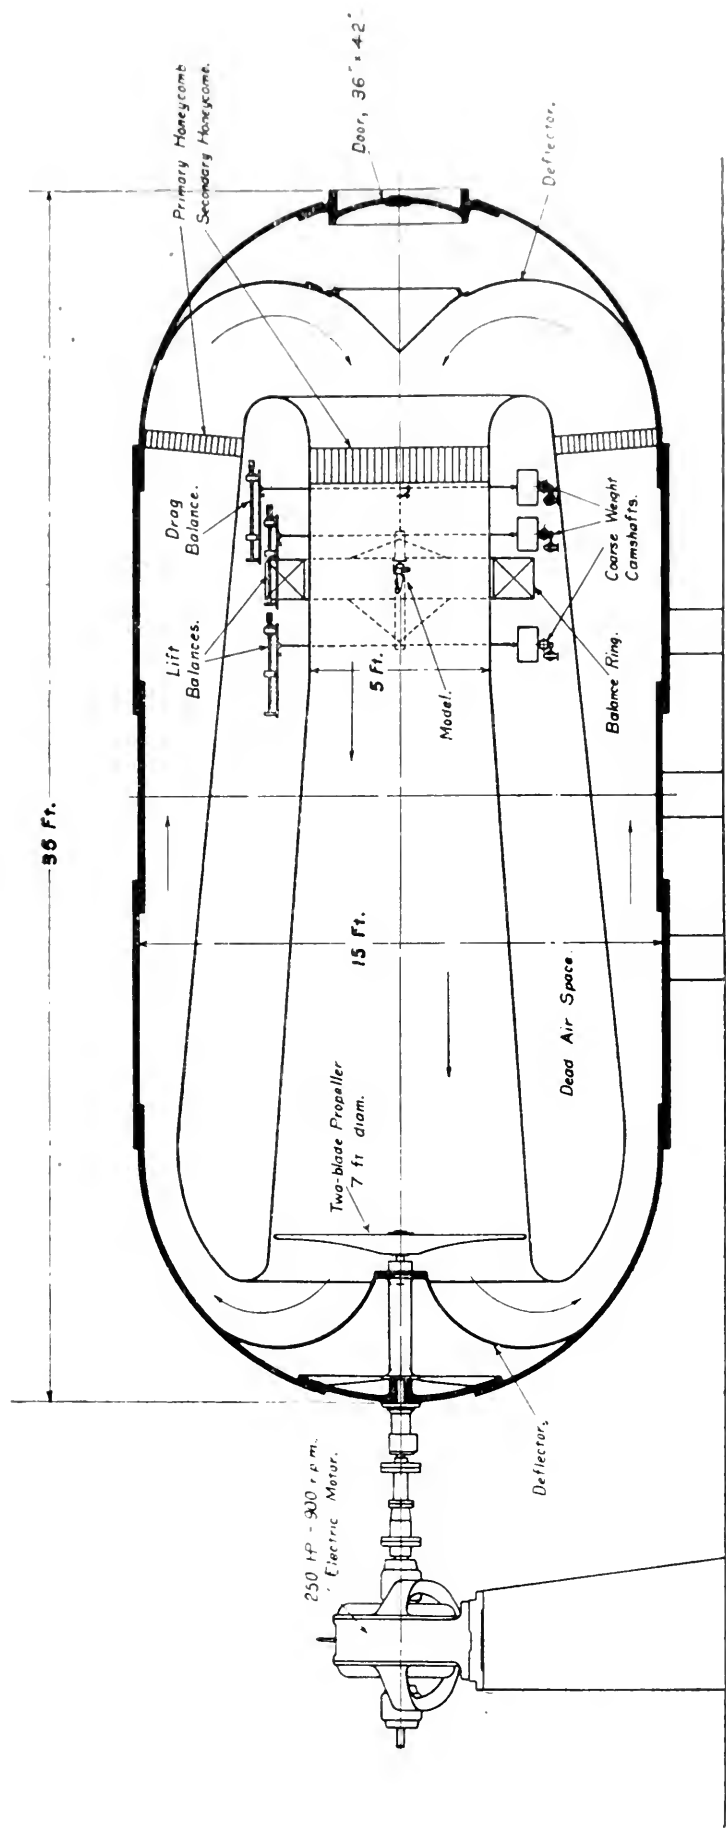 36 Ft.
Primary Honeycomb
Secondary Honeycomb.
Drag
Balance.
Lift
Balances.
250 HP - 900 r.p.m.
Electric Motor.
Two-blade Propeller
7 ft diam.
15 Ft.
5 Ft.
Door, 36" x 42"
Model.
Deflector.
Deflector.
Dead Air Space.
Balance Ring.
Coarse Weight
Camshafts.